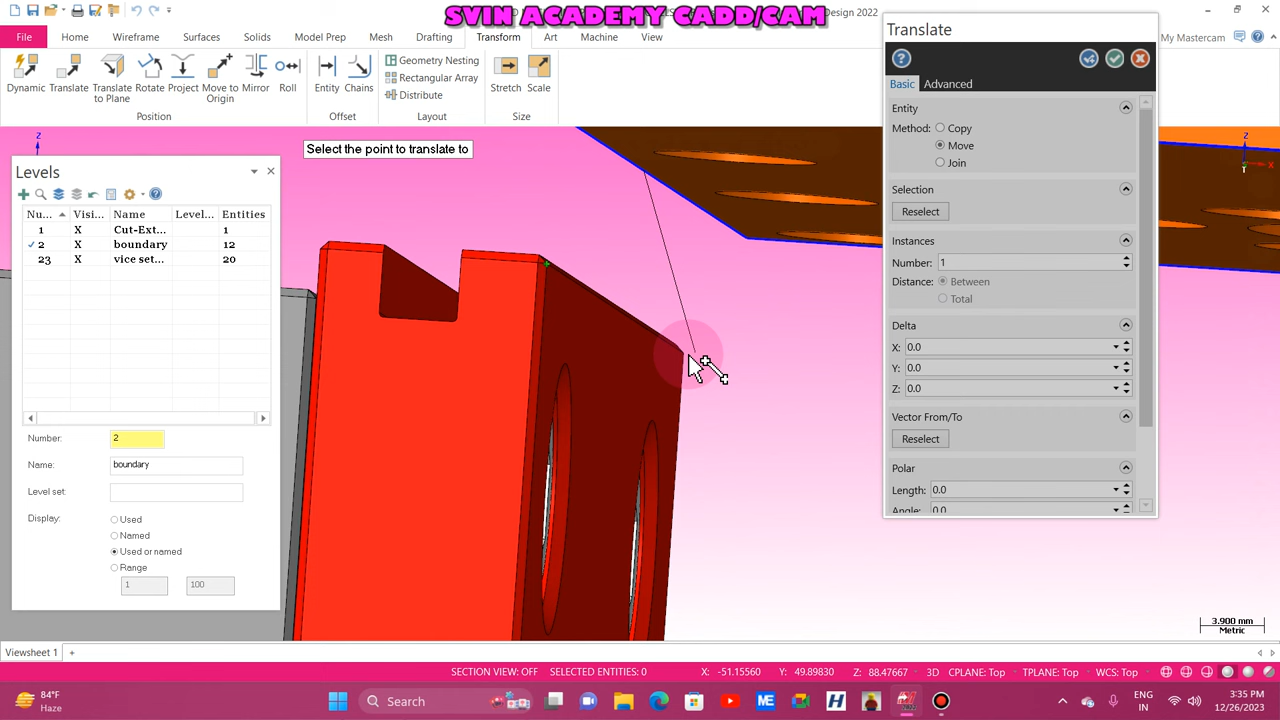 SVIN ACADEMY CADD/CAM
Design 2022
File Home Wireframe Surfaces Solids Model Prep Mesh Drafting Transform Art Machine View My Mastercam
Dynamic Translate Translate to Plane Rotate Project Move to Origin Mirror Roll
Position
Entity Chains
Offset
Geometry Nesting
Rectangular Array
Distribute
Layout
Stretch Scale
Size
Select the point to translate to
Levels
Nu... Visi... Name Level... Entities
1 X Cut-Ext... 1
2 X boundary 12
23 X vice set... 20
Number: 2
Name: boundary
Level set:
Display: Used
Named
Used or named
Range
1 100
Translate
Basic Advanced
Entity
Method: Copy
Move
Join
Selection
Reselect
Instances
Number: 1
Distance: Between
Total
Delta
X: 0.0
Y: 0.0
Z: 0.0
Vector From/To
Reselect
Polar
Length: 0.0
Angle: 0.0
Z
Z
X
T
3.900 mm
Metric
Viewsheet 1 +
SECTION VIEW: OFF SELECTED ENTITIES: 0 X: -51.15560 Y: 49.89830 Z: 88.47667 3D CPLANE: Top TPLANE: Top WCS: Top
84°F
Haze
Search
ME
H
ENG
IN
3:35 PM
12/26/2023